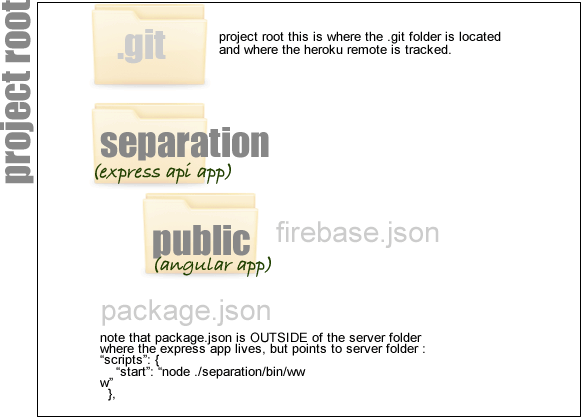 project root
.git
project root this is where the .git folder is located
and where the heroku remote is tracked.
separation
(express api app)
public
(angular app)
firebase.json
package.json
note that package.json is OUTSIDE of the server folder
where the express app lives, but points to server folder :
“scripts”: {
“start”: “node ./separation/bin/ww
w”
},